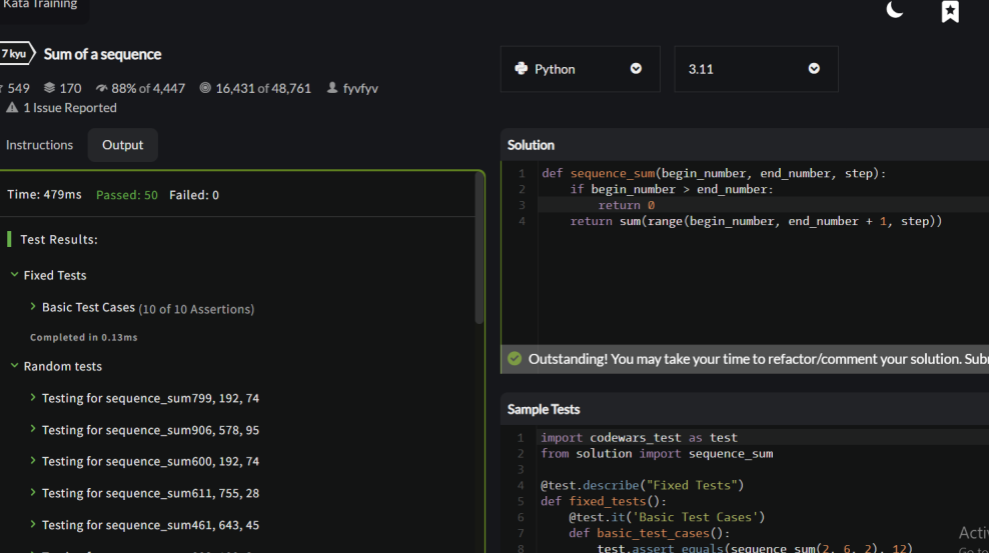 Kata Training
7 kyu
Sum of a sequence
549 170 88% of 4,447 16,431 of 48,761 fyvfyv
1 Issue Reported
Instructions Output
Time: 479ms Passed: 50 Failed: 0
Test Results:
Fixed Tests
Basic Test Cases (10 of 10 Assertions)
Completed in 0.13ms
Random tests
Testing for sequence_sum799, 192, 74
Testing for sequence_sum906, 578, 95
Testing for sequence_sum600, 192, 74
Testing for sequence_sum611, 755, 28
Testing for sequence_sum461, 643, 45
Python 3.11
Solution
1 def sequence_sum(begin_number, end_number, step):
2 if begin_number > end_number:
3 return 0
4 return sum(range(begin_number, end_number + 1, step))
Outstanding! You may take your time to refactor/comment your solution. Sub
Sample Tests
1 import codewars_test as test
2 from solution import sequence_sum
3
4 @test.describe("Fixed Tests")
5 def fixed_tests():
6 @test.it('Basic Test Cases')
7 def basic_test_cases():
8 test.assert_equals(sequence_sum(2, 6, 2), 12)
Activ